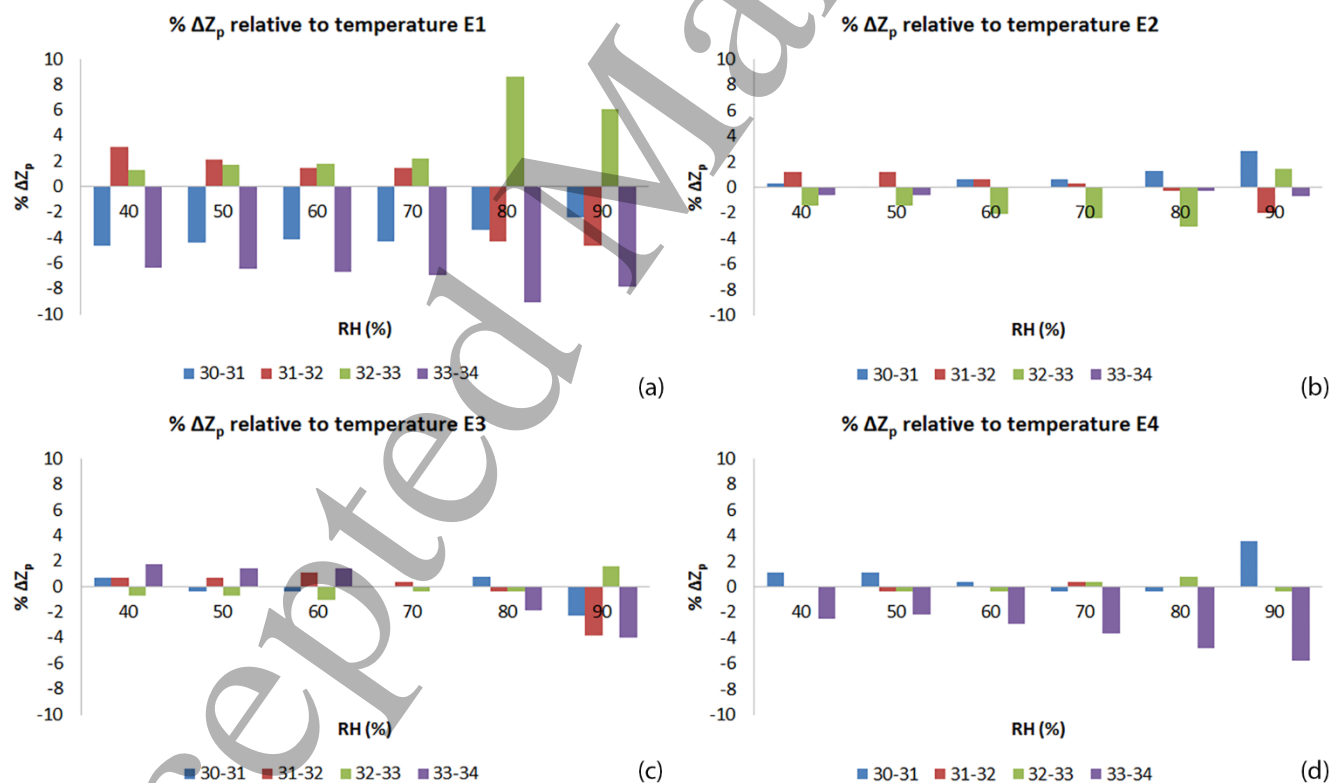 % ΔZp relative to temperature E1
% ΔZp
10
8
6
4
2
0
-2
-4
-6
-8
-10
40 50 60 70 80 90
RH (%)
30-31 31-32 32-33 33-34
(a)
% ΔZp relative to temperature E2
% ΔZp
10
8
6
4
2
0
-2
-4
-6
-8
-10
40 50 60 70 80 90
RH (%)
30-31 31-32 32-33 33-34
(b)
% ΔZp relative to temperature E3
% ΔZp
10
8
6
4
2
0
-2
-4
-6
-8
-10
40 50 60 70 80 90
RH (%)
30-31 31-32 32-33 33-34
(c)
% ΔZp relative to temperature E4
% ΔZp
10
8
6
4
2
0
-2
-4
-6
-8
-10
40 50 60 70 80 90
RH (%)
30-31 31-32 32-33 33-34
(d)
cepted Ma